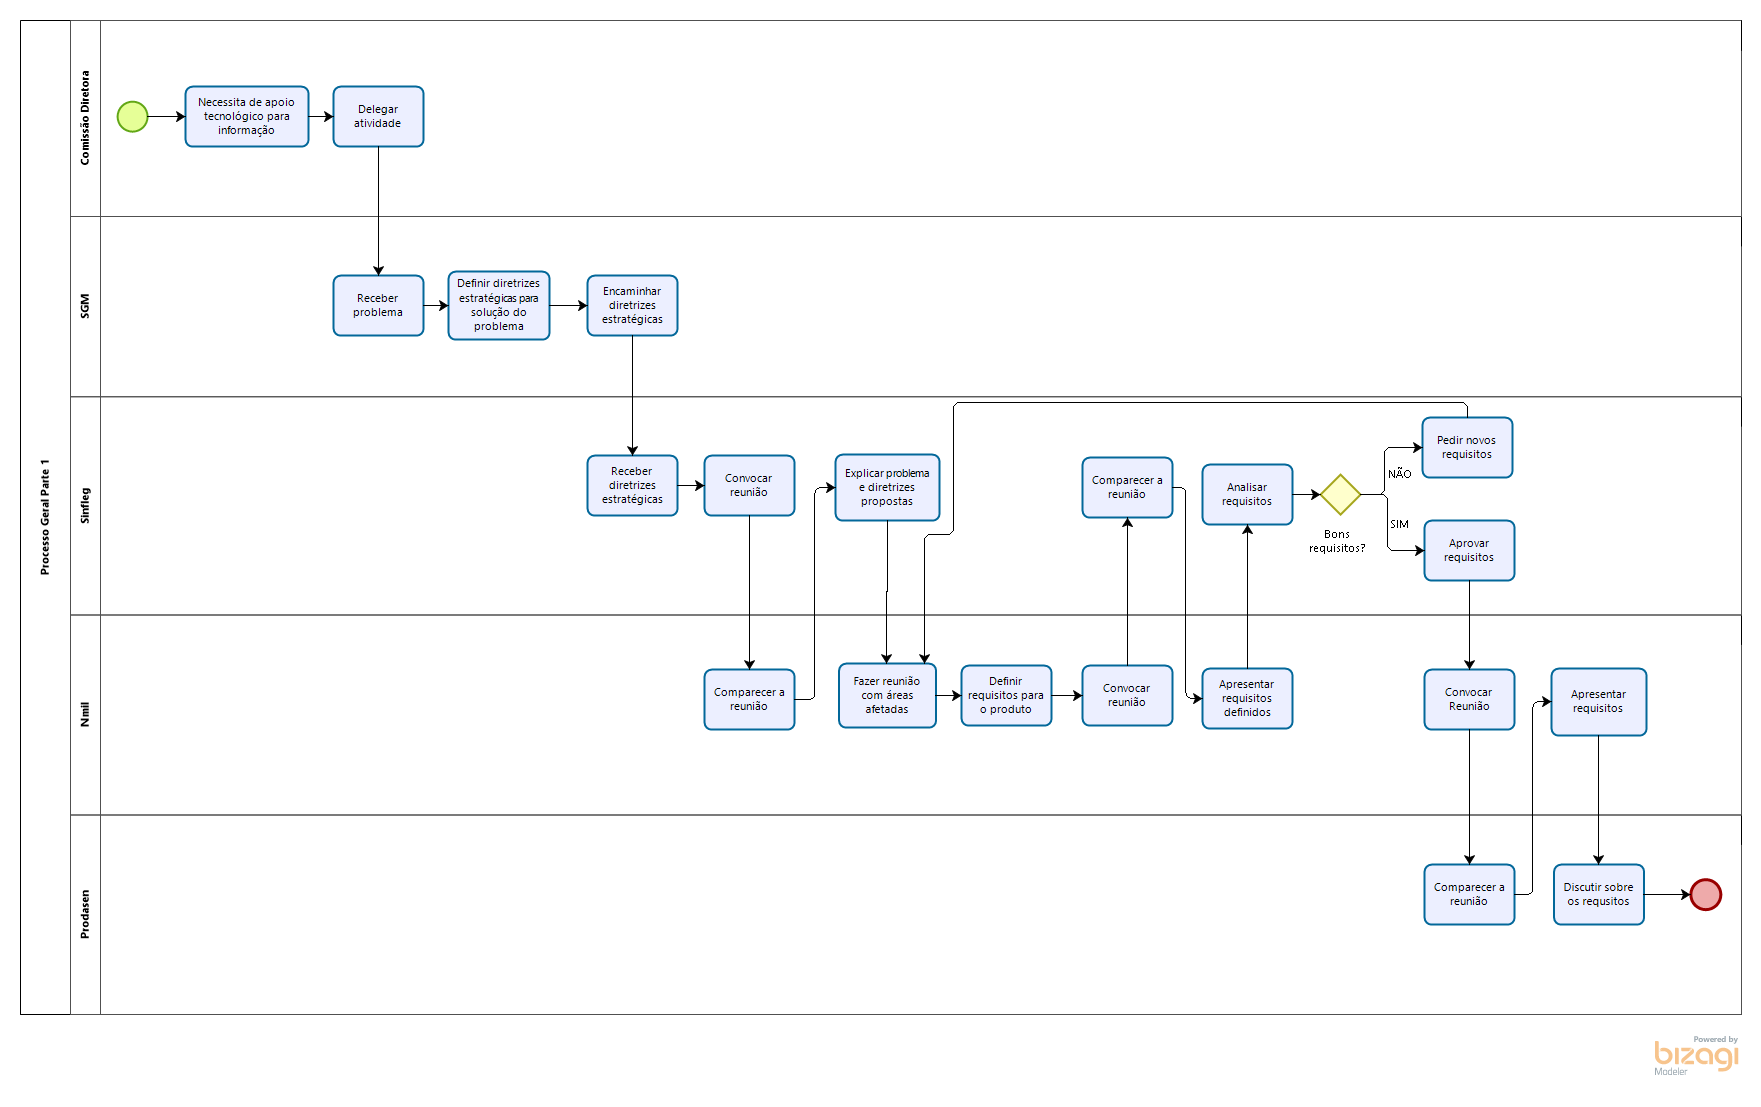 Processo Geral Parte 1
Comissão Diretora
Necessita de apoio
tecnológico para
informação
Delegar
atividade
SGM
Receber
problema
Definir diretrizes
estratégicas para
solução do
problema
Encaminhar
diretrizes
estratégicas
Sinfleg
Receber
diretrizes
estratégicas
Convocar
reunião
Explicar problema
e diretrizes
propostas
Comparecer a
reunião
Analisar
requisitos
Bons
requisitos?
NÃO
SIM
Pedir novos
requisitos
Aprovar
requisitos
Nmil
Comparecer a
reunião
Fazer reunião
com áreas
afetadas
Definir
requisitos para
o produto
Convocar
reunião
Apresentar
requisitos
definidos
Convocar
Reunião
Apresentar
requisitos
Prodasen
Comparecer a
reunião
Discutir sobre
os requsitos
Powered by
bizagi
Modeler